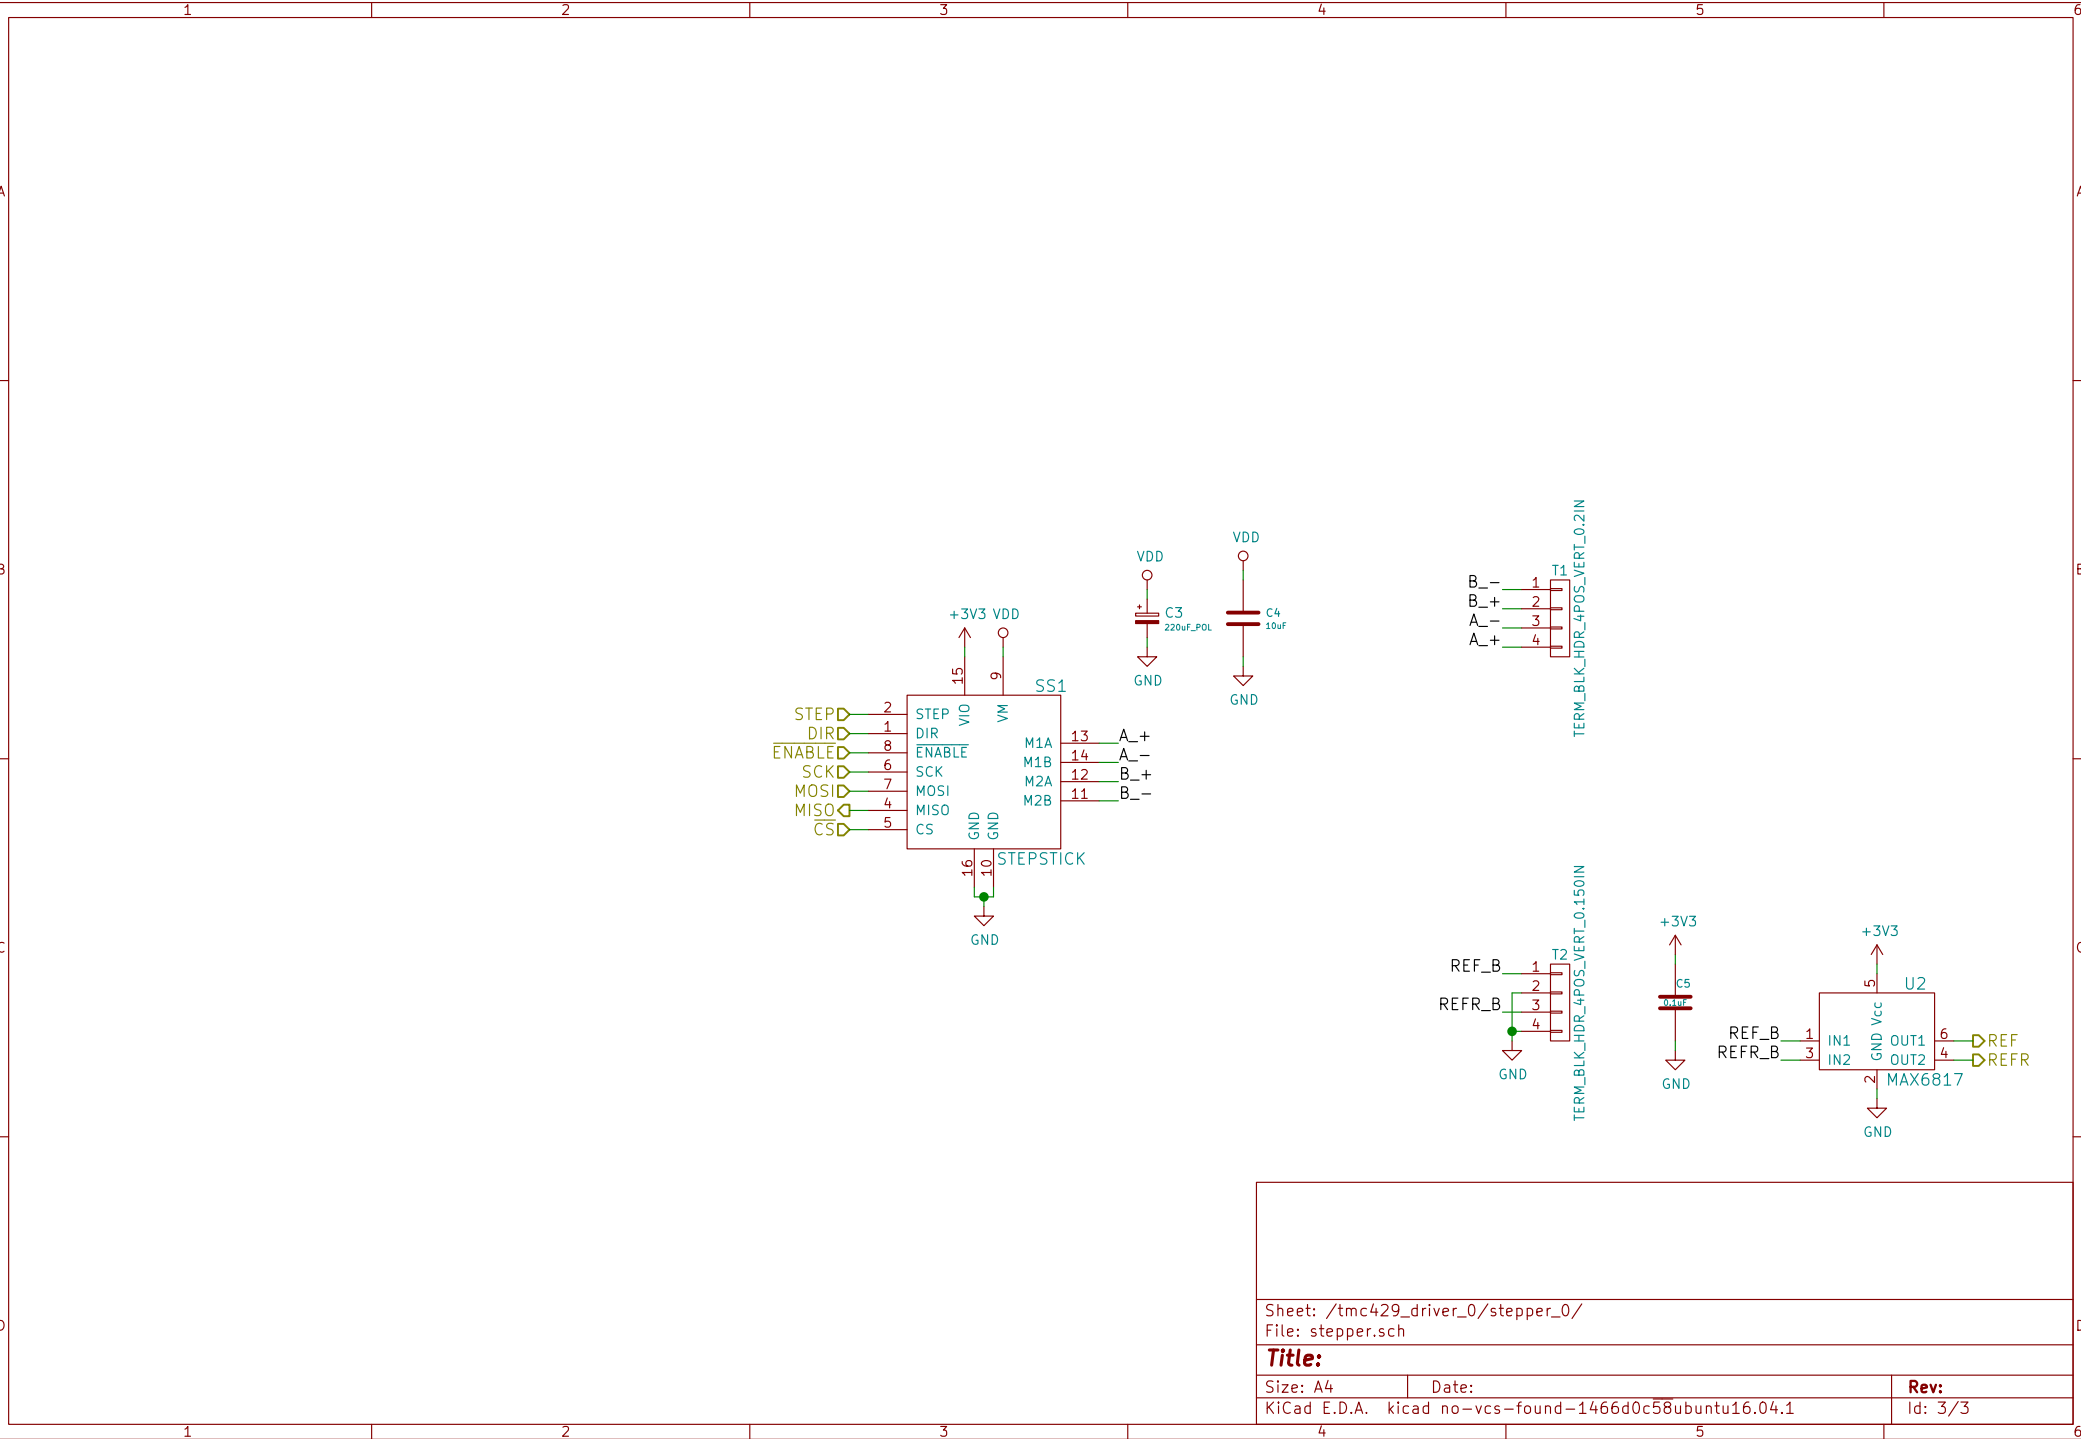 1 2 3 4 5 6
A A
B B
C C
D D
VDD
C4
10uF
GND
VDD
C3
220uF_POL
GND
+3V3 VDD
15 9
SS1
VIO VM
STEP 2 STEP
DIR 1 DIR
ENABLE 8 ENABLE
SCK 6 SCK
MOSI 7 MOSI
MISO 4 MISO
CS 5 CS
M1A 13 A_+
M1B 14 A_-
M2A 12 B_+
M2B 11 B_-
GND GND
16 10
STEPSTICK
GND
T1
B_- 1
B_+ 2
A_- 3
A_+ 4
TERM_BLK_HDR_4POS_VERT_0.2IN
T2
REF_B 1
2
REFR_B 3
4
GND
TERM_BLK_HDR_4POS_VERT_0.150IN
+3V3
C5
0.1uF
GND
+3V3
5
U2
GND Vcc
REF_B 1 IN1 OUT1 6 REF
REFR_B 3 IN2 OUT2 4 REFR
2
MAX6817
GND
Sheet: /tmc429_driver_0/stepper_0/
File: stepper.sch
Title:
Size: A4 Date: Rev:
KiCad E.D.A. kicad no-vcs-found-1466d0c58ubuntu16.04.1 Id: 3/3
1 2 3 4 5 6